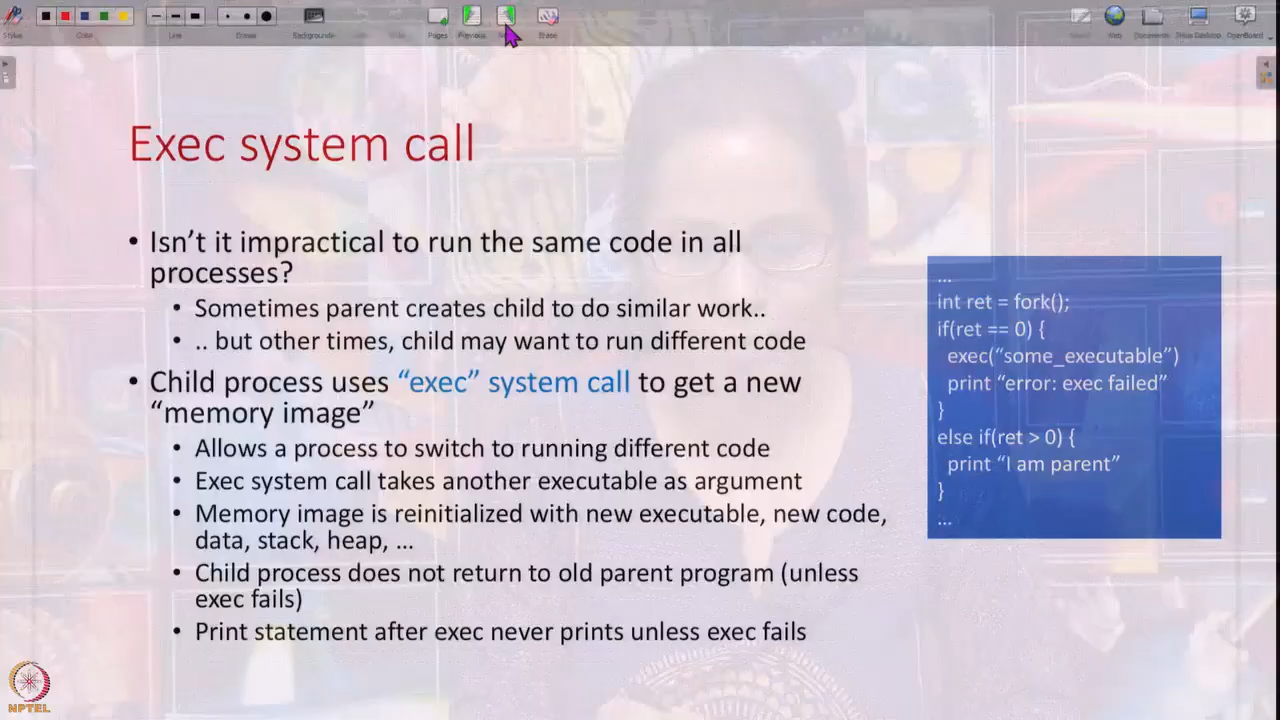 Stylus
Color
Line
Eraser
Backgrounds
Pages
Previous
Erase
Web
Documents
Show Desktop
OpenBoard
Exec system call
• Isn’t it impractical to run the same code in all
processes?
• Sometimes parent creates child to do similar work..
• .. but other times, child may want to run different code
• Child process uses “exec” system call to get a new
“memory image”
• Allows a process to switch to running different code
• Exec system call takes another executable as argument
• Memory image is reinitialized with new executable, new code,
data, stack, heap, …
• Child process does not return to old parent program (unless
exec fails)
• Print statement after exec never prints unless exec fails
…
int ret = fork();
if(ret == 0) {
exec(“some_executable”)
print “error: exec failed”
}
else if(ret > 0) {
print “I am parent”
}
…
NPTEL